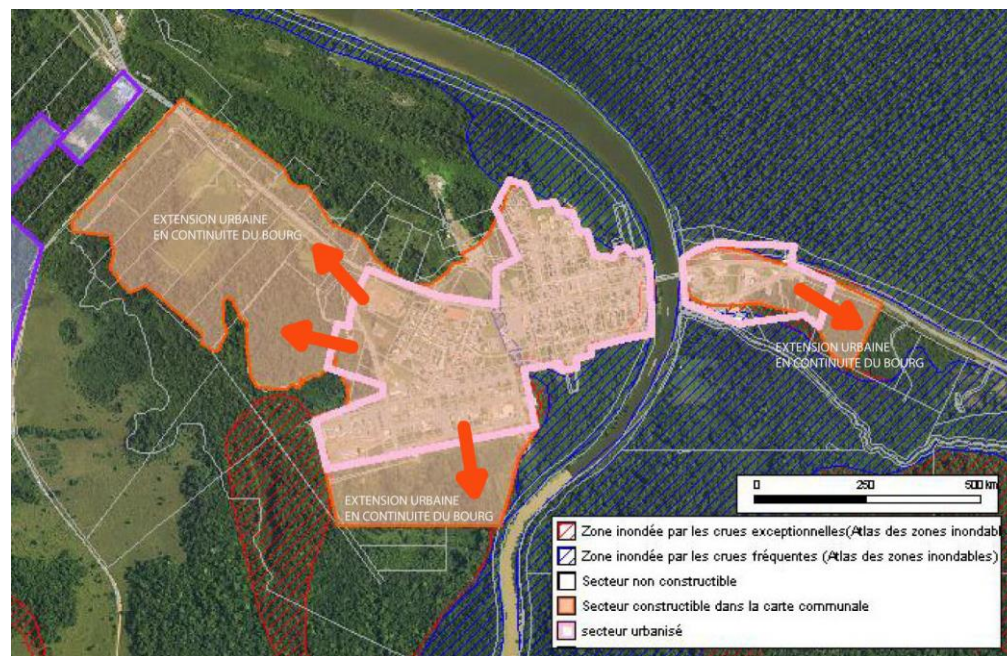 EXTENSION URBAINE
EN CONTINUITE DU BOURG
EXTENSION URBAINE
EN CONTINUITE DU BOURG
EXTENSION URBAINE
EN CONTINUITE DU BOURG
0 250 500 km
Zone inondée par les crues exceptionnelles(Atlas des zones inondabl
Zone inondée par les crues fréquentes (Atlas des zones inondables)
Secteur non constructible
Secteur constructible dans la carte communale
secteur urbanisé